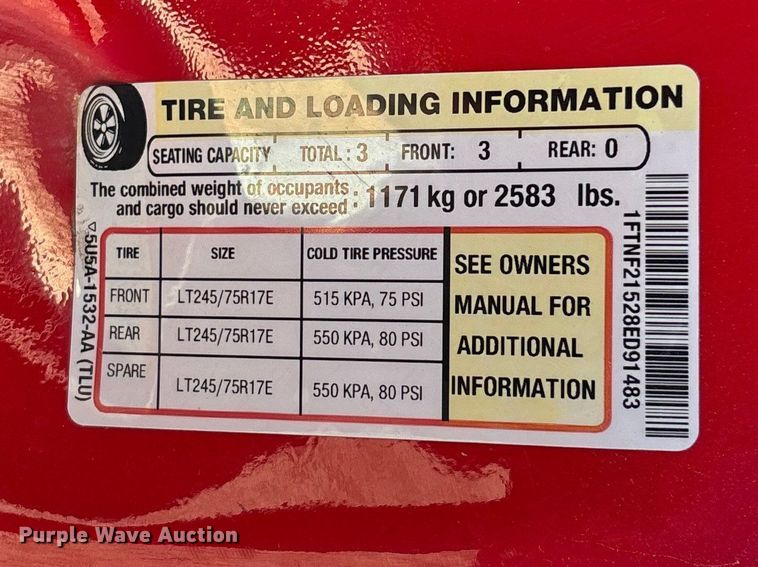 TIRE AND LOADING INFORMATION
SEATING CAPACITY TOTAL : 3 FRONT: 3 REAR: 0
The combined weight of occupants
and cargo should never exceed : 1171 kg or 2583 lbs.
TIRE SIZE COLD TIRE PRESSURE
FRONT LT245/75R17E 515 KPA, 75 PSI
REAR LT245/75R17E 550 KPA, 80 PSI
SPARE LT245/75R17E 550 KPA, 80 PSI
SEE OWNERS
MANUAL FOR
ADDITIONAL
INFORMATION
5U5A-1532-AA (TLU)
1FTNF21528ED91483
Purple Wave Auction